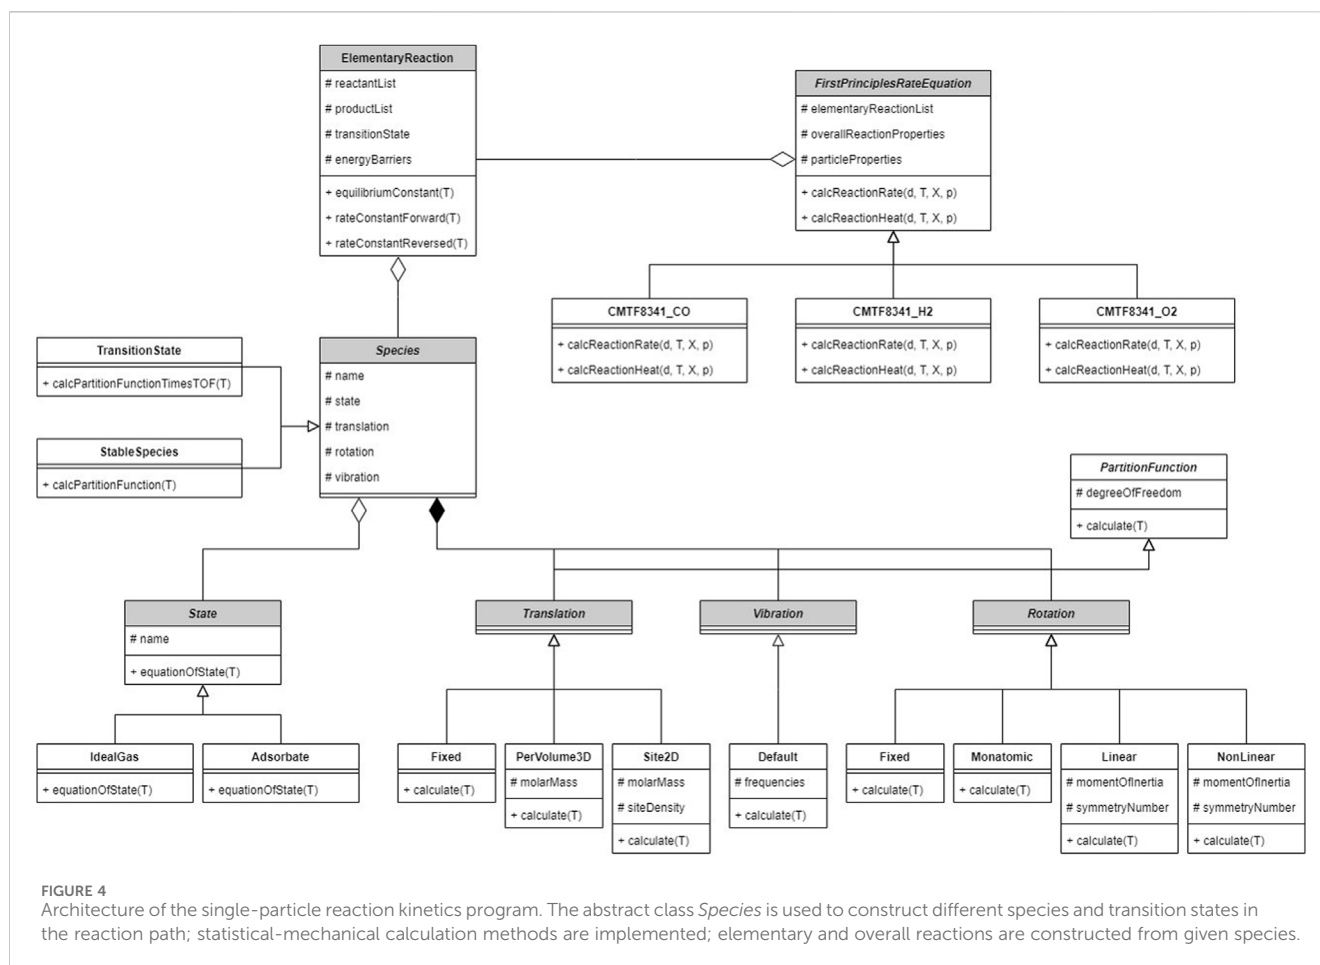 ElementaryReaction
# reactantList
# productList
# transitionState
# energyBarriers
+ equilibriumConstant(T)
+ rateConstantForward(T)
+ rateConstantReversed(T)
FirstPrinciplesRateEquation
# elementaryReactionList
# overallReactionProperties
# particleProperties
+ calcReactionRate(d, T, X, p)
+ calcReactionHeat(d, T, X, p)
CMTF8341_CO
+ calcReactionRate(d, T, X, p)
+ calcReactionHeat(d, T, X, p)
CMTF8341_H2
+ calcReactionRate(d, T, X, p)
+ calcReactionHeat(d, T, X, p)
CMTF8341_O2
+ calcReactionRate(d, T, X, p)
+ calcReactionHeat(d, T, X, p)
TransitionState
+ calcPartitionFunctionTimesTOF(T)
StableSpecies
+ calcPartitionFunction(T)
Species
# name
# state
# translation
# rotation
# vibration
PartitionFunction
# degreeOfFreedom
+ calculate(T)
State
# name
+ equationOfState(T)
Translation
Vibration
Rotation
IdealGas
+ equationOfState(T)
Adsorbate
+ equationOfState(T)
Fixed
+ calculate(T)
PerVolume3D
# molarMass
+ calculate(T)
Site2D
# molarMass
# siteDensity
+ calculate(T)
Default
# frequencies
+ calculate(T)
Fixed
+ calculate(T)
Monatomic
+ calculate(T)
Linear
# momentOfInertia
# symmetryNumber
+ calculate(T)
NonLinear
# momentOfInertia
# symmetryNumber
+ calculate(T)
FIGURE 4
Architecture of the single-particle reaction kinetics program. The abstract class Species is used to construct different species and transition states in
the reaction path; statistical-mechanical calculation methods are implemented; elementary and overall reactions are constructed from given species.